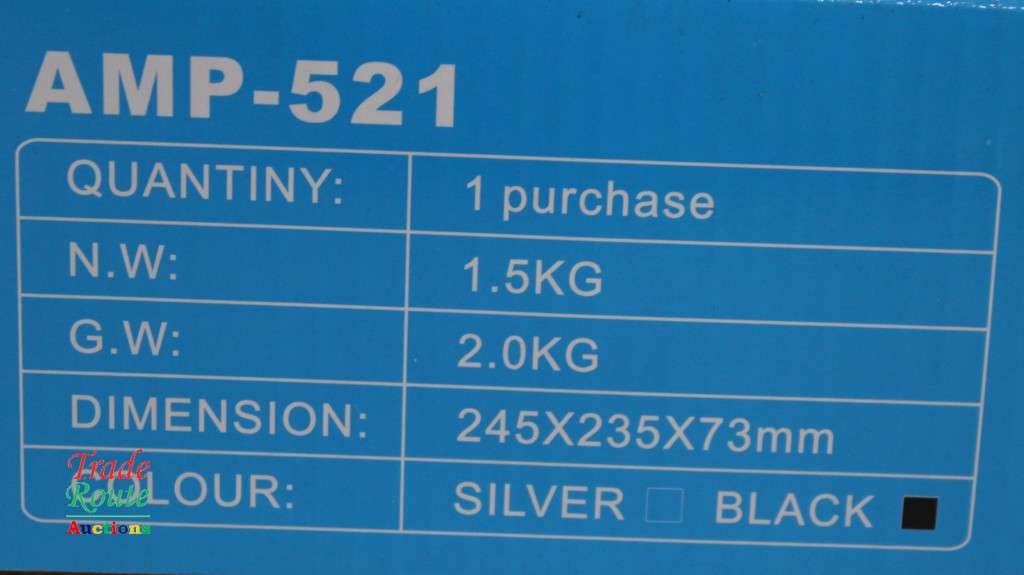 AMP-521
QUANTINY: 1 purchase
N.W: 1.5KG
G.W: 2.0KG
DIMENSION: 245X235X73mm
LOUR: SILVER BLACK
Trade
Route
Auctions